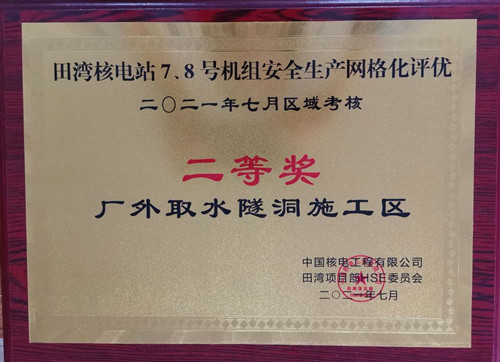 田湾核电站7、8号机组安全生产网格化评优
二〇二一年七月区域考核
二等奖
厂外取水隧洞施工区
中国核电工程有限公司
田湾项目部HSE委员会
二〇二一年七月